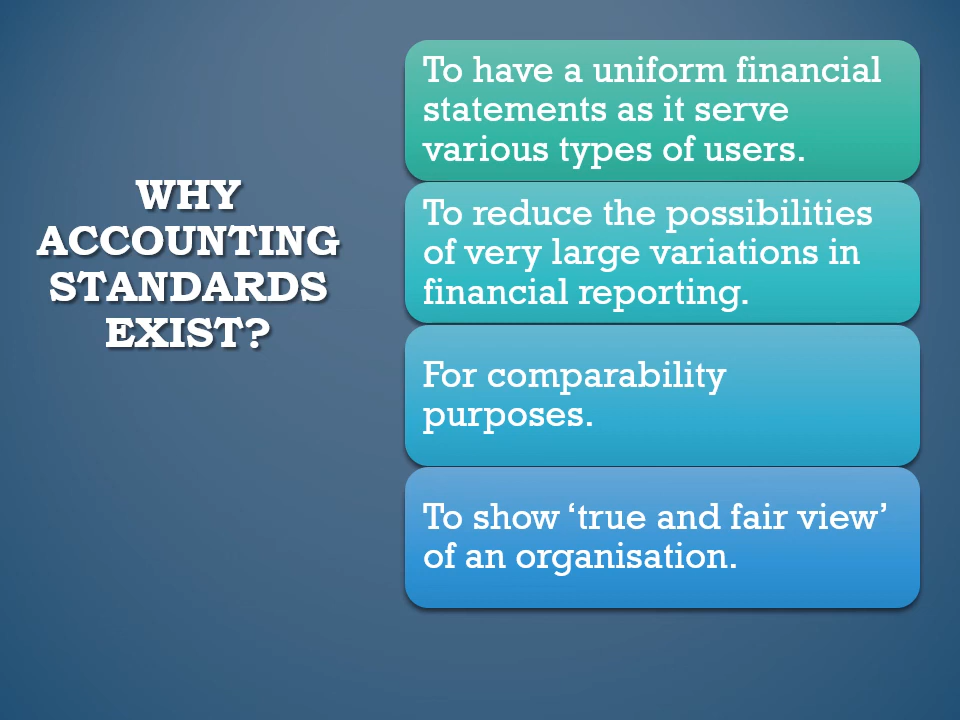 WHY
ACCOUNTING
STANDARDS
EXIST?
To have a uniform financial
statements as it serve
various types of users.
To reduce the possibilities
of very large variations in
financial reporting.
For comparability
purposes.
To show ‘true and fair view’
of an organisation.